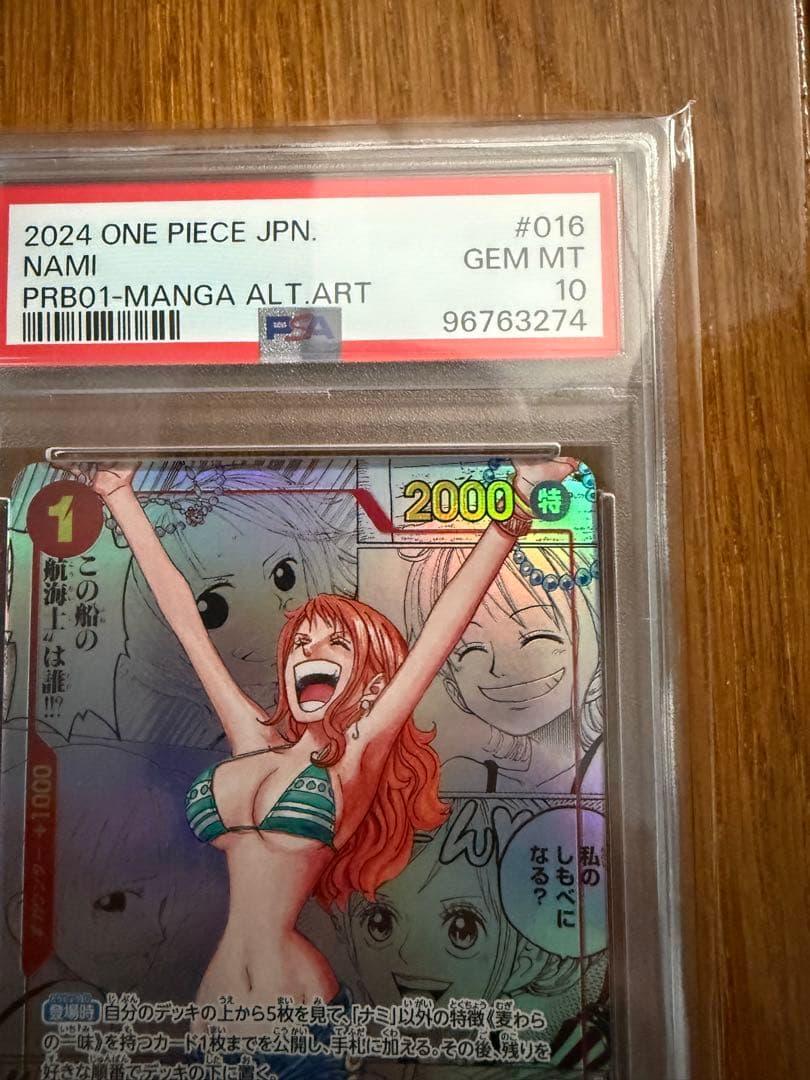 2024 ONE PIECE JPN.
#016
NAMI
GEM MT
PRB01-MANGA ALT.ART
10
PSA
96763274
1
2000
特
この船の
航海士〟は誰!!?
カウンター +1000
私の
しもべに
なる?
登場時 自分のデッキの上から5枚を見て、「ナミ」以外の特徴《麦わら
の一味》を持つカード1枚までを公開し、手札に加える。その後、残りを
好きな順番でデッキの下に置く。